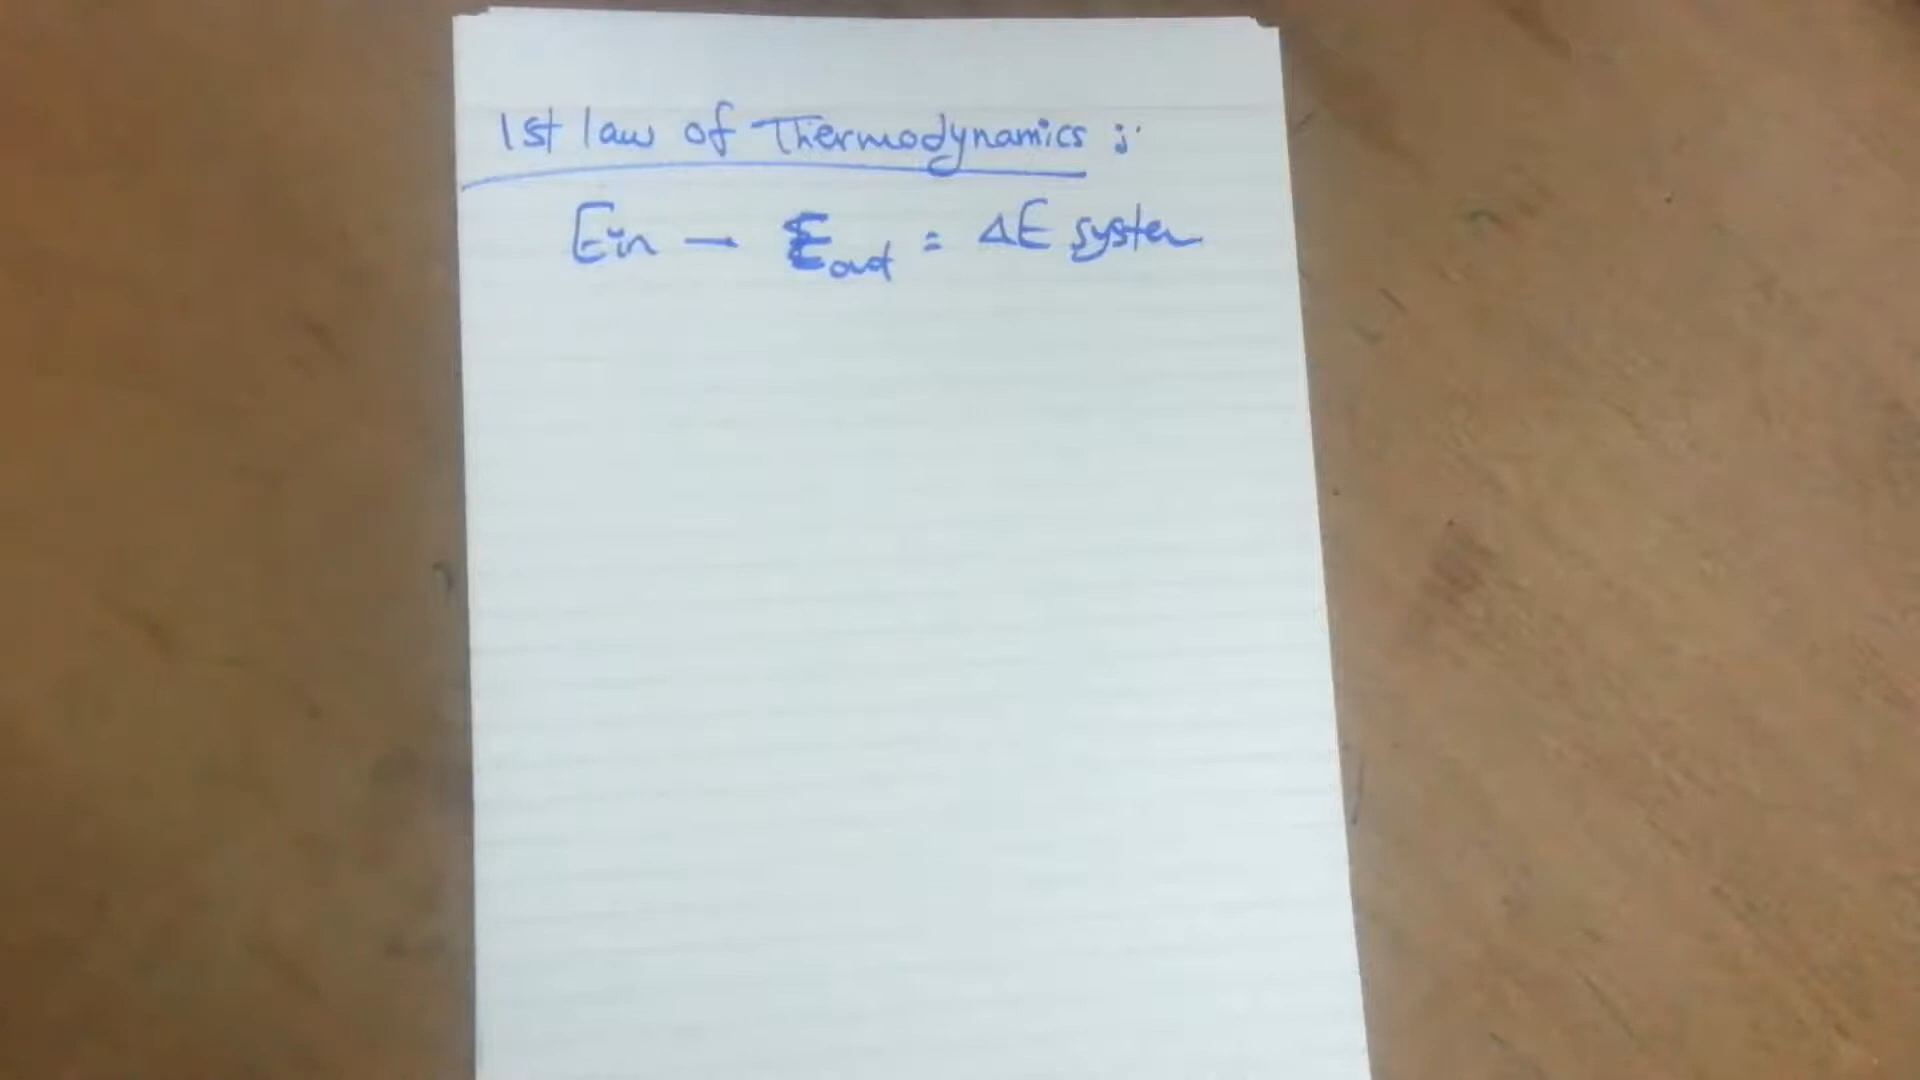 1st law of Thermodynamics :
Ein - Eout = ΔE system